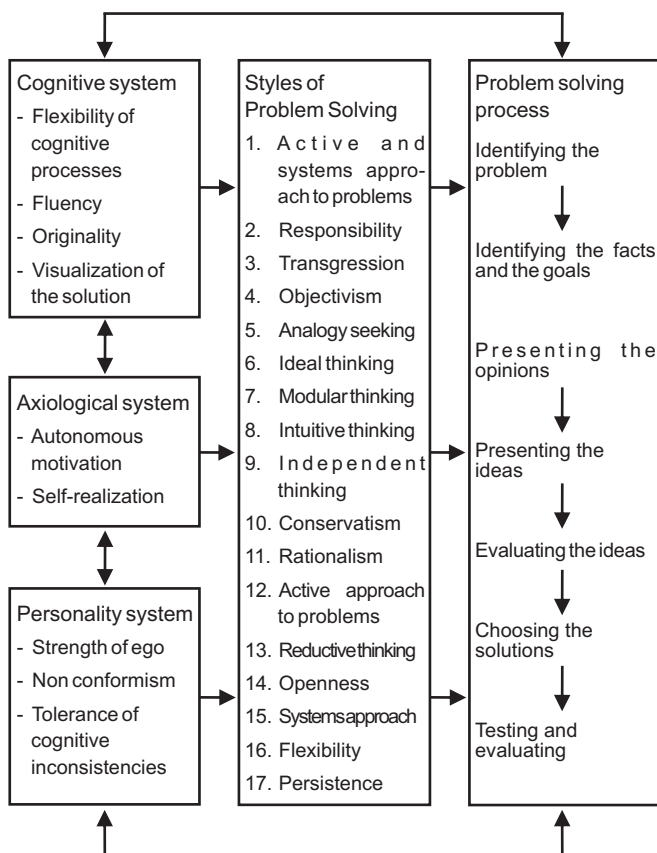 Cognitive system
- Flexibility of
cognitive
processes
- Fluency
- Originality
- Visualization of
the solution
Axiological system
- Autonomous
motivation
- Self-realization
Personality system
- Strength of ego
- Non conformism
- Tolerance of
cognitive
inconsistencies
Styles of
Problem Solving
1. Active and
systems appro-
ach to problems
2. Responsibility
3. Transgression
4. Objectivism
5. Analogy seeking
6. Ideal thinking
7. Modular thinking
8. Intuitive thinking
9. Independent
thinking
10. Conservatism
11. Rationalism
12. Active approach
to problems
13. Reductive thinking
14. Openness
15. Systems approach
16. Flexibility
17. Persistence
Problem solving
process
Identifying the
problem
Identifying the facts
and the goals
Presenting the
opinions
Presenting the
ideas
Evaluating the ideas
Choosing the
solutions
Testing and
evaluating